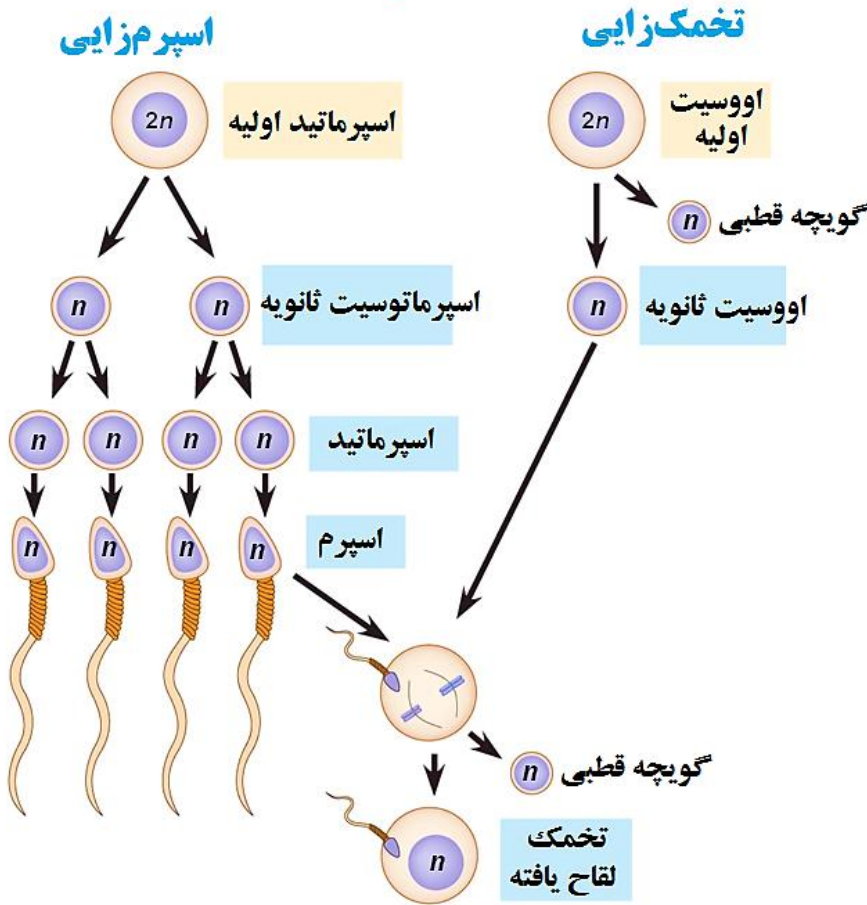 تخمک‌زایی
اسپرم‌زایی
2n
اسپرماتید اولیه
2n
اووسیت
اولیه
n
گویچه قطبی
n
n
اسپرماتوسیت ثانویه
n
اووسیت ثانویه
n
n
n
n
اسپرماتید
n
n
n
n
اسپرم
n
گویچه قطبی
n
تخمک
لقاح یافته